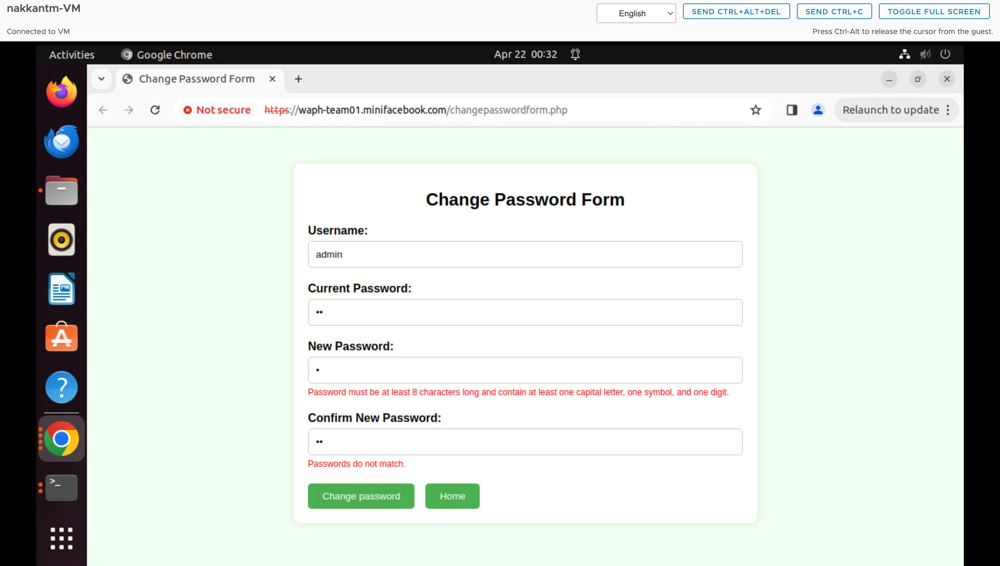 nakkantm-VM
English
SEND CTRL+ALT+DEL
SEND CTRL+C
TOGGLE FULL SCREEN
Connected to VM
Press Ctrl-Alt to release the cursor from the guest.
Activities
Google Chrome
Apr 22 00:32
Change Password Form
Not secure
https://waph-team01.minifacebook.com/changepasswordform.php
Relaunch to update
Change Password Form
Username:
admin
Current Password:
••
New Password:
•
Password must be at least 8 characters long and contain at least one capital letter, one symbol, and one digit.
Confirm New Password:
••
Passwords do not match.
Change password
Home